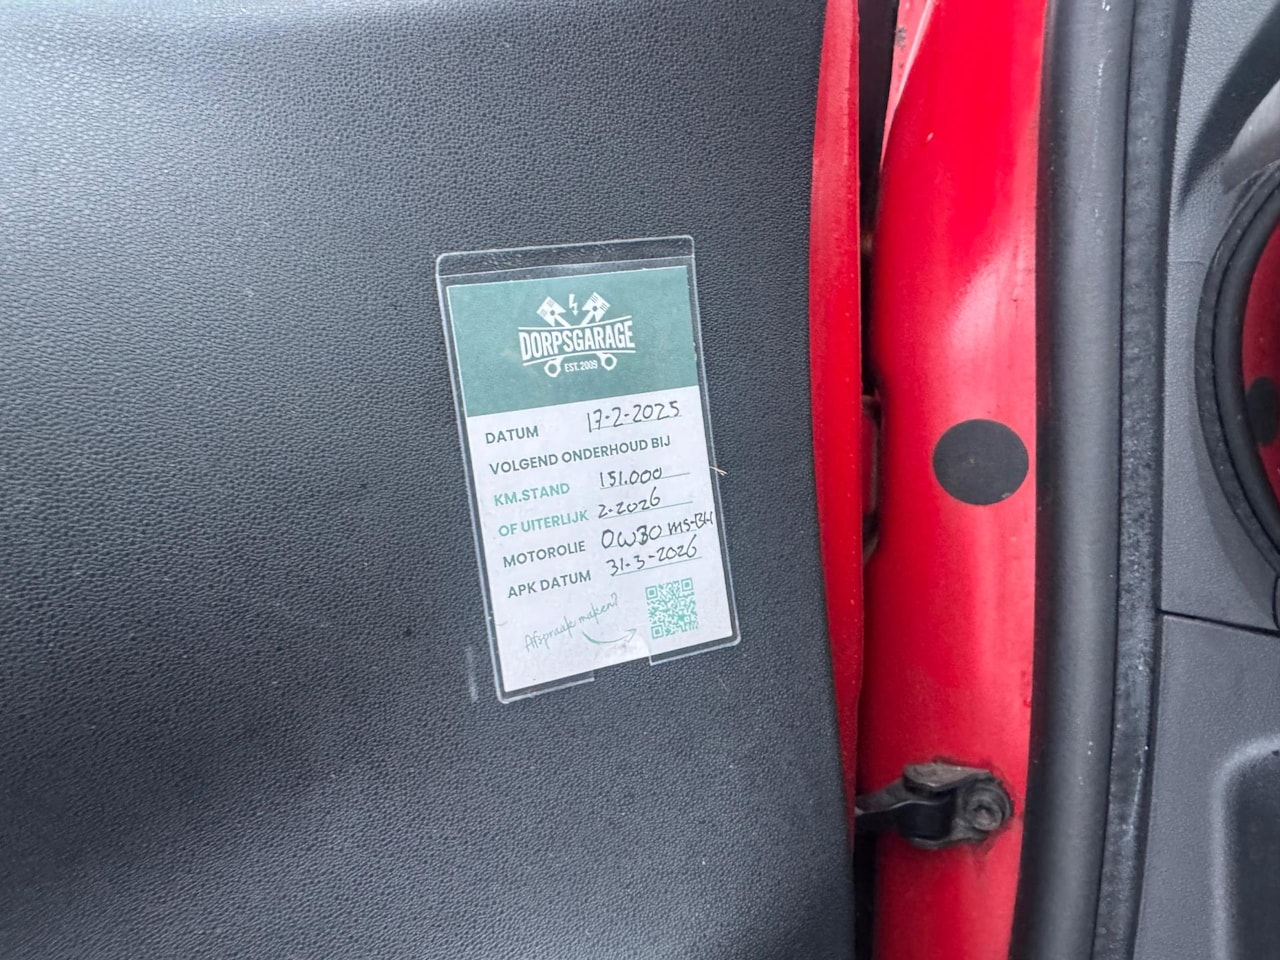 DORPSGARAGE
EST. 2009
DATUM 17-2-2025
VOLGEND ONDERHOUD BIJ
KM.STAND 151.000
OF UITERLIJK 2-2026
MOTOROLIE 0W30 MS-BHI
APK DATUM 31-3-2026
Afspraak maken?